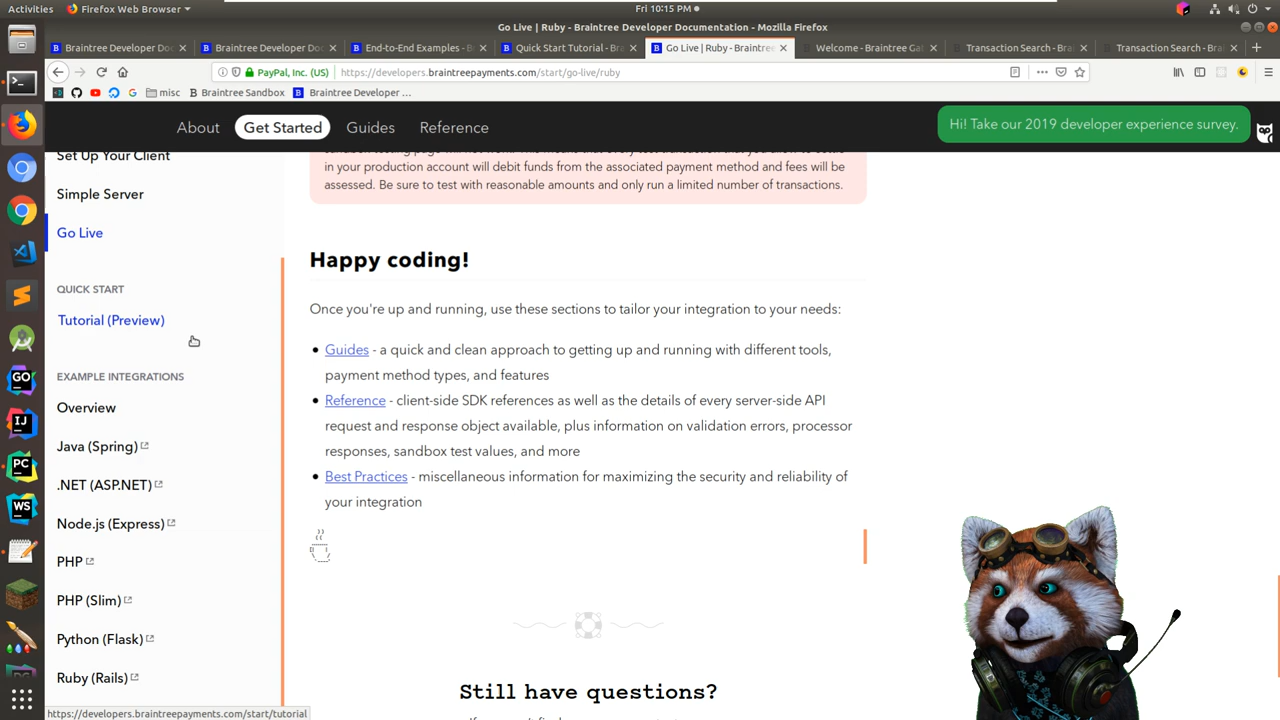 Activities
Firefox Web Browser
Fri 10:15 PM
Go Live | Ruby - Braintree Developer Documentation - Mozilla Firefox
Braintree Developer Do
Braintree Developer Do
End-to-End Examples - B
Quick Start Tutorial - Bra
Go Live | Ruby - Braintree
Welcome - Braintree Ga
Transaction Search - Bra
Transaction Search - Bra
PayPal, Inc. (US)
https://developers.braintreepayments.com/start/go-live/ruby
misc
Braintree Sandbox
Braintree Developer ...
About
Get Started
Guides
Reference
Hi! Take our 2019 developer experience survey.
Set Up Your Client
Simple Server
Go Live
QUICK START
Tutorial (Preview)
EXAMPLE INTEGRATIONS
Overview
Java (Spring)
.NET (ASP.NET)
Node.js (Express)
PHP
PHP (Slim)
Python (Flask)
Ruby (Rails)
in your production account will debit funds from the associated payment method and fees will be
assessed. Be sure to test with reasonable amounts and only run a limited number of transactions.
Happy coding!
Once you're up and running, use these sections to tailor your integration to your needs:
Guides - a quick and clean approach to getting up and running with different tools,
payment method types, and features
Reference - client-side SDK references as well as the details of every server-side API
request and response object available, plus information on validation errors, processor
responses, sandbox test values, and more
Best Practices - miscellaneous information for maximizing the security and reliability of
your integration
Still have questions?
https://developers.braintreepayments.com/start/tutorial
GO
IJ
PC
WS